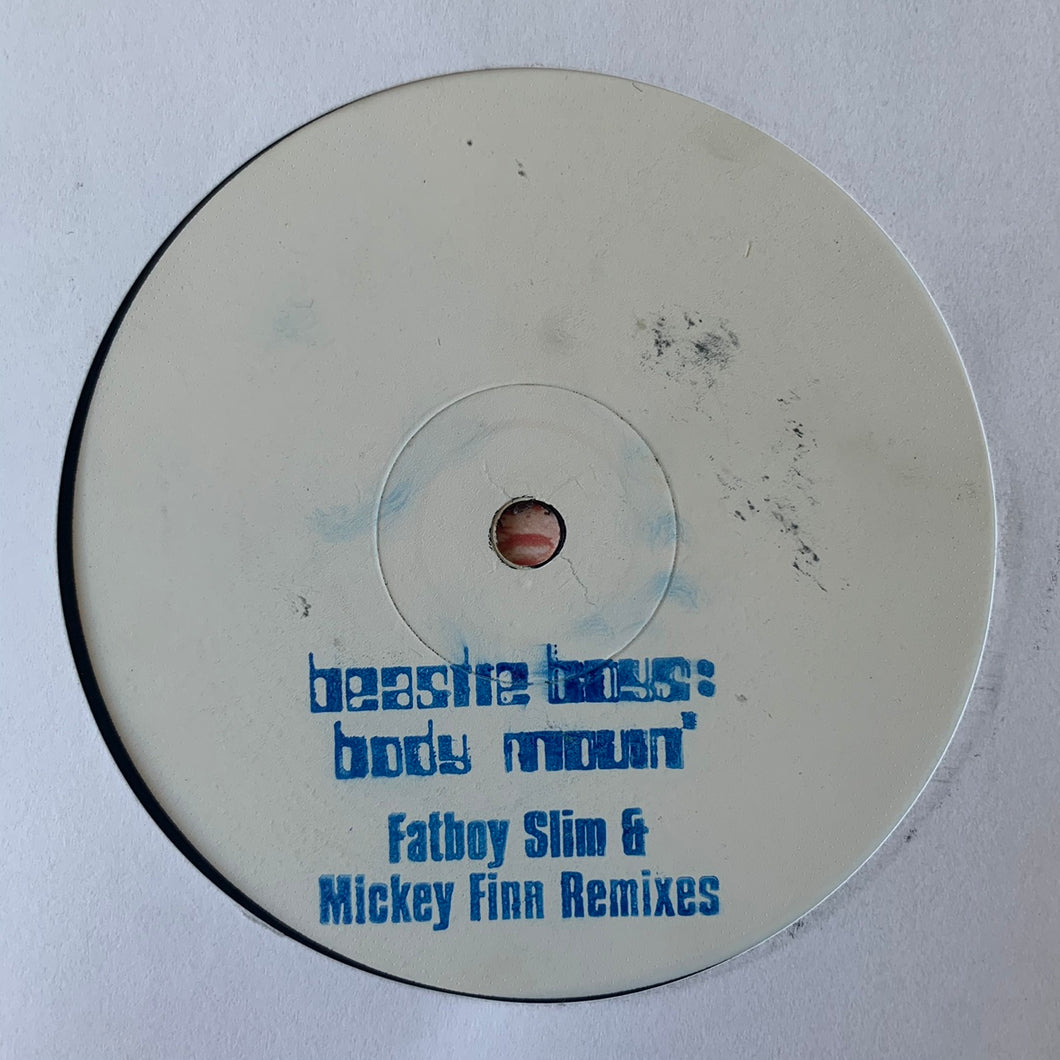 beastie boys:
body movin'
Fatboy Slim &
Mickey Finn Remixes